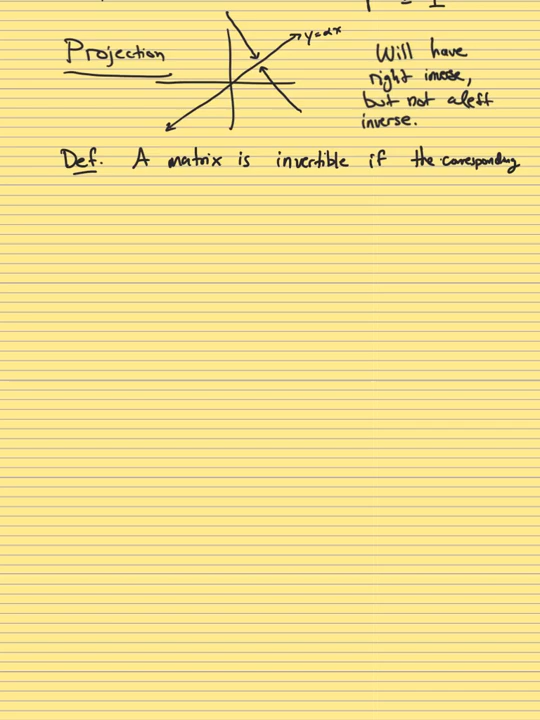 Projection
y=αx
Will have
right inverse,
but not a left
inverse.
Def. A matrix is invertible if the corresponding